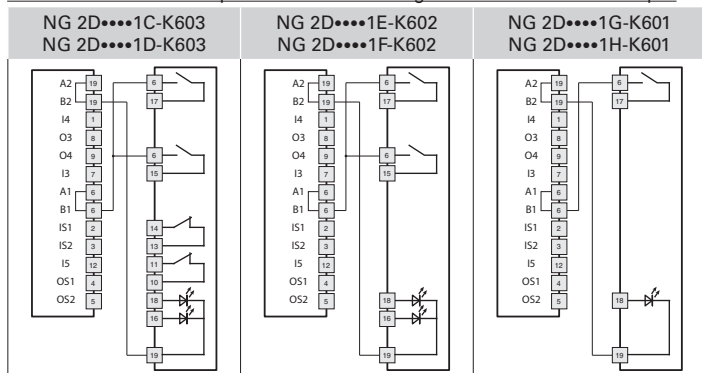 NG 2D••••1C-K603
NG 2D••••1D-K603
NG 2D••••1E-K602
NG 2D••••1F-K602
NG 2D••••1G-K601
NG 2D••••1H-K601
A2 19
B2 19
I4 1
O3 8
O4 9
I3 7
A1 6
B1 6
IS1 2
IS2 3
I5 12
OS1 4
OS2 5
6
17
6
15
14
13
11
10
18
16
19
A2 19
B2 19
I4 1
O3 8
O4 9
I3 7
A1 6
B1 6
IS1 2
IS2 3
I5 12
OS1 4
OS2 5
6
17
6
15
18
16
19
A2 19
B2 19
I4 1
O3 8
O4 9
I3 7
A1 6
B1 6
IS1 2
IS2 3
I5 12
OS1 4
OS2 5
6
17
18
19